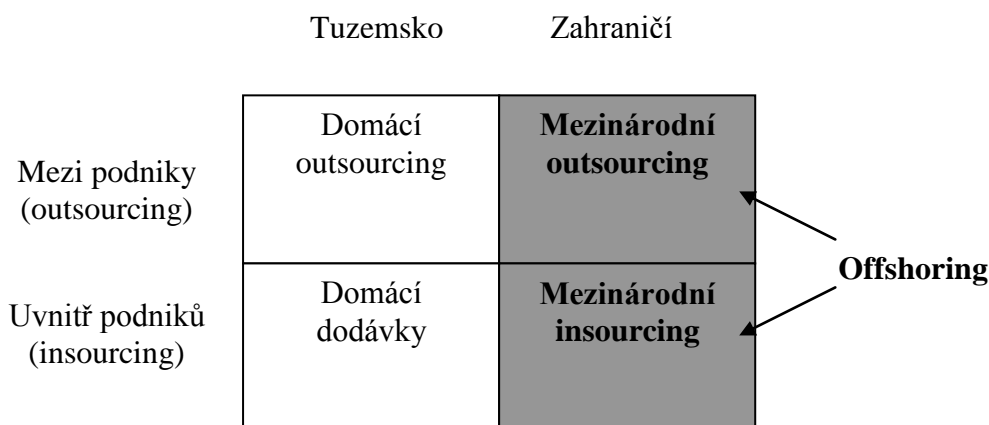 Tuzemsko
Zahraničí
Mezi podniky
(outsourcing)
Domácí
outsourcing
Mezinárodní
outsourcing
Offshoring
Uvnitř podniků
(insourcing)
Domácí
dodávky
Mezinárodní
insourcing